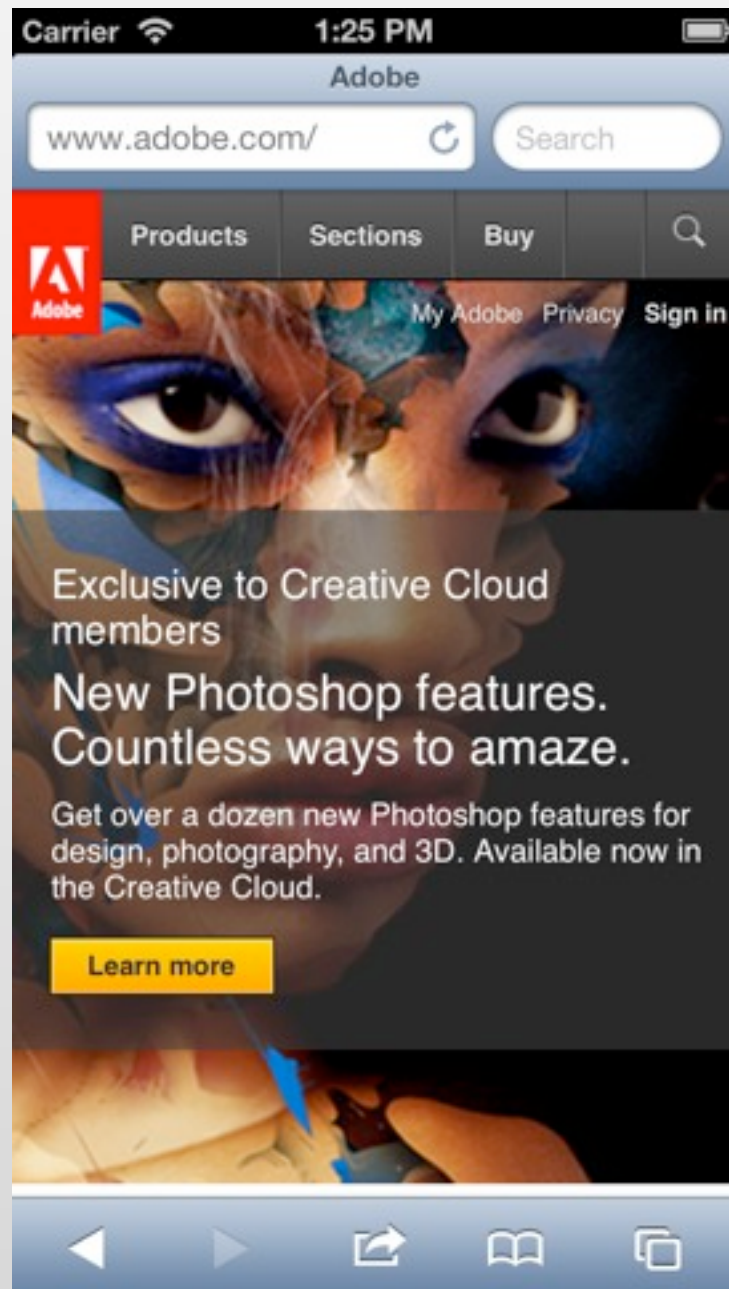 Carrier 1:25 PM
Adobe
www.adobe.com/ Search
Products Sections Buy
Adobe
My Adobe Privacy Sign in
Exclusive to Creative Cloud
members
New Photoshop features.
Countless ways to amaze.
Get over a dozen new Photoshop features for
design, photography, and 3D. Available now in
the Creative Cloud.
Learn more